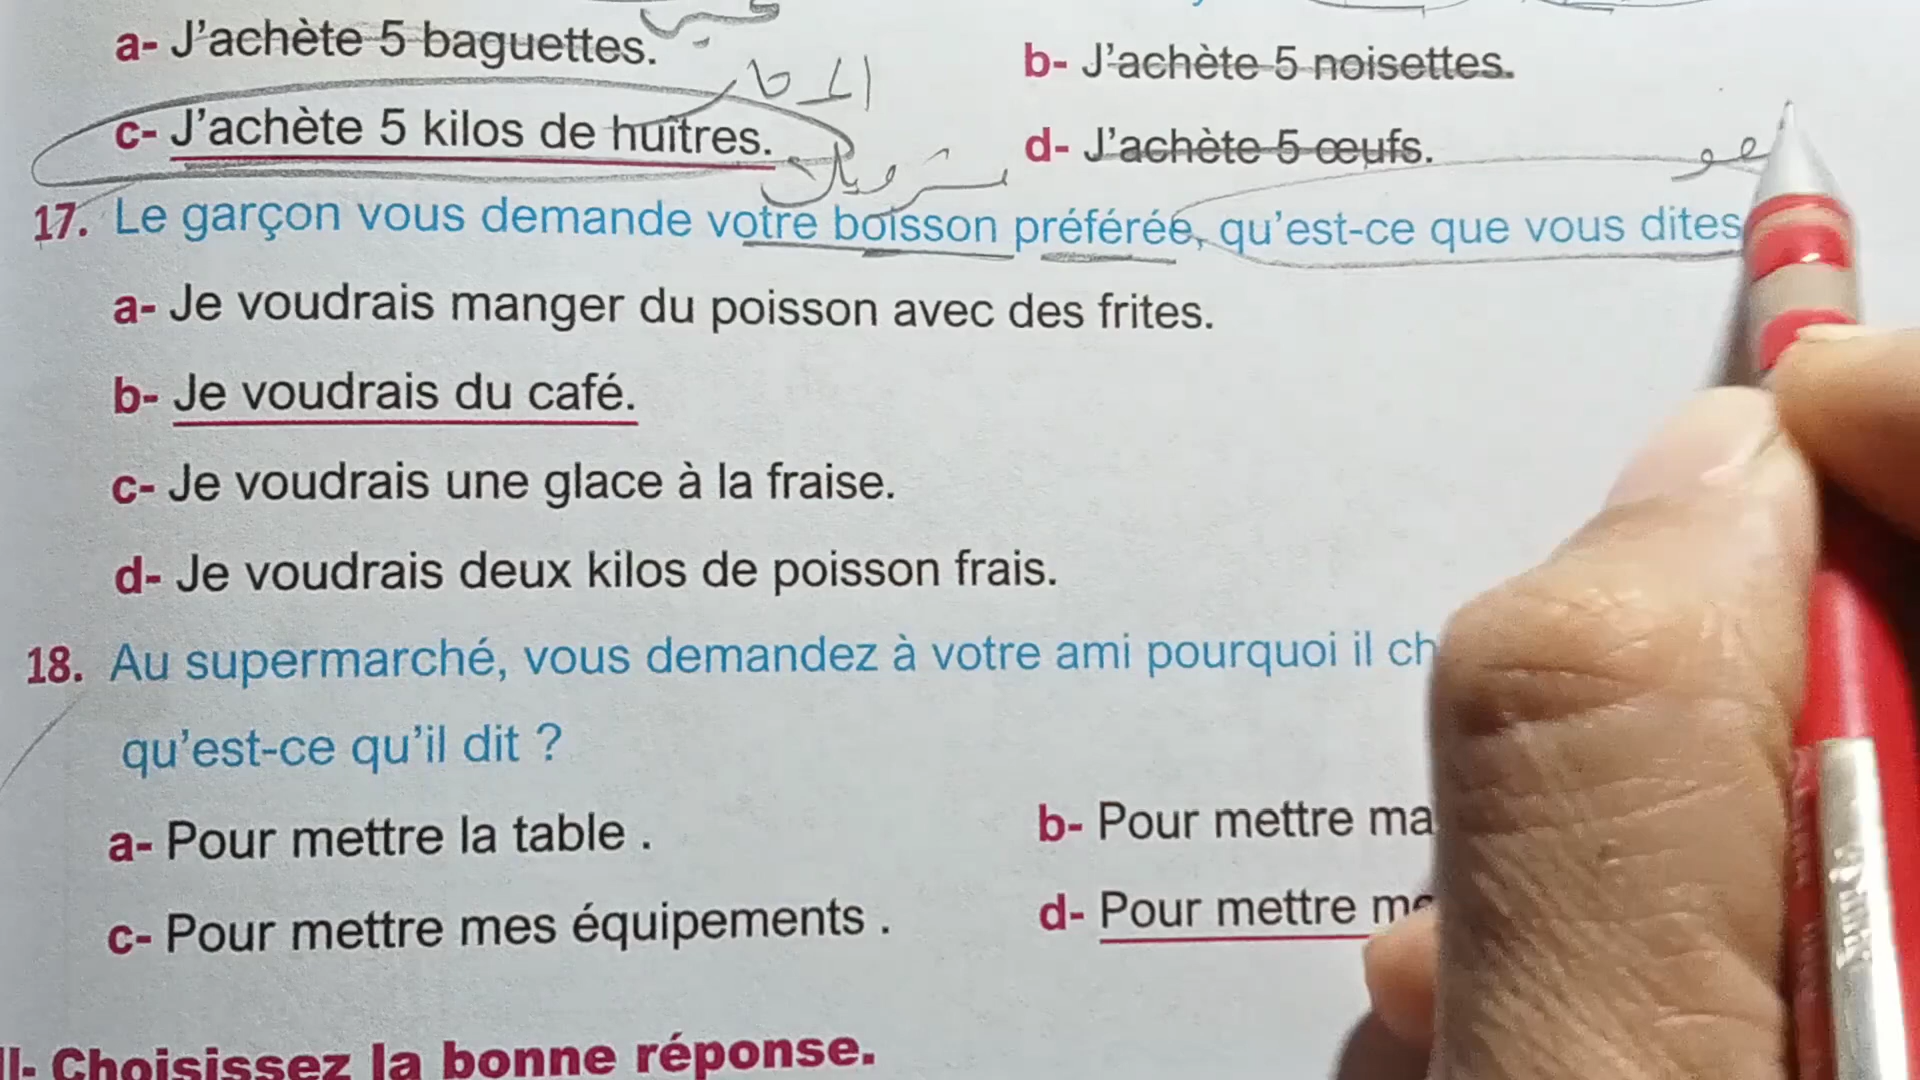 a- J'achète 5 baguettes.
b- J'achète 5 noisettes.
c- J'achète 5 kilos de huîtres.
d- J'achète 5 œufs.
17. Le garçon vous demande votre boisson préférée, qu'est-ce que vous dites
a- Je voudrais manger du poisson avec des frites.
b- Je voudrais du café.
c- Je voudrais une glace à la fraise.
d- Je voudrais deux kilos de poisson frais.
18. Au supermarché, vous demandez à votre ami pourquoi il ch
qu'est-ce qu'il dit ?
a- Pour mettre la table .
b- Pour mettre ma
c- Pour mettre mes équipements .
d- Pour mettre
II- Choisissez la bonne réponse.